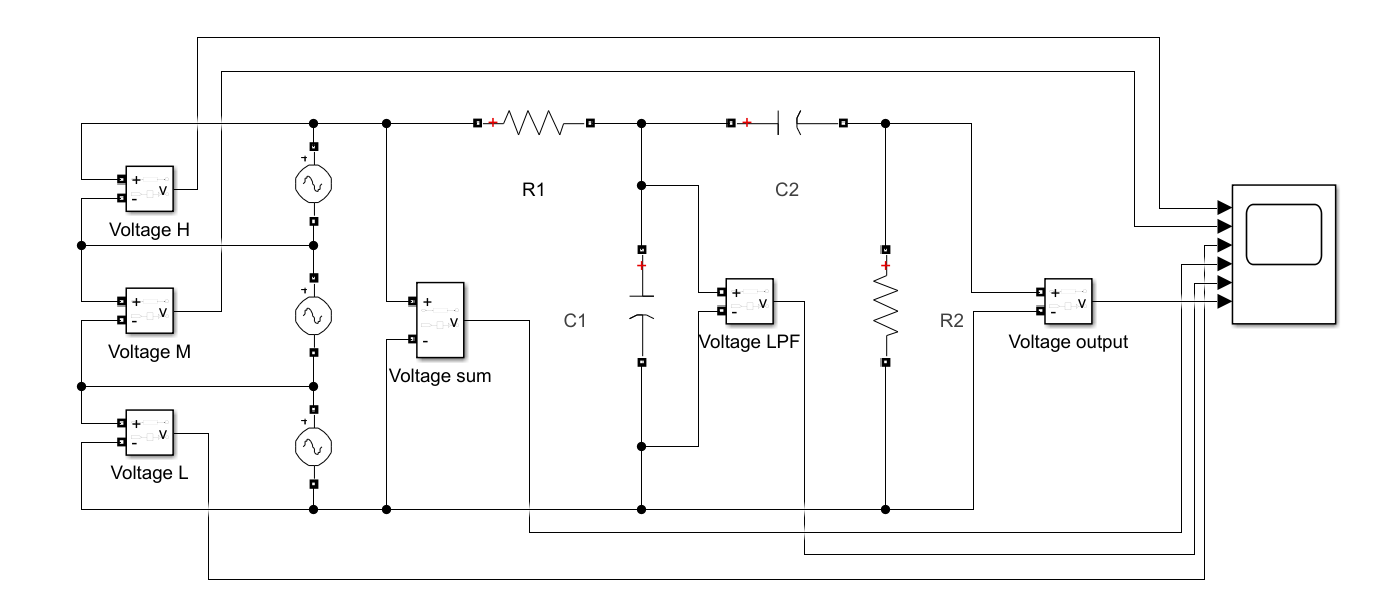 R1
C2
+
-
v
Voltage H
+
-
v
Voltage M
+
-
v
Voltage sum
C1
+
-
v
Voltage LPF
R2
+
-
v
Voltage output
+
-
v
Voltage L